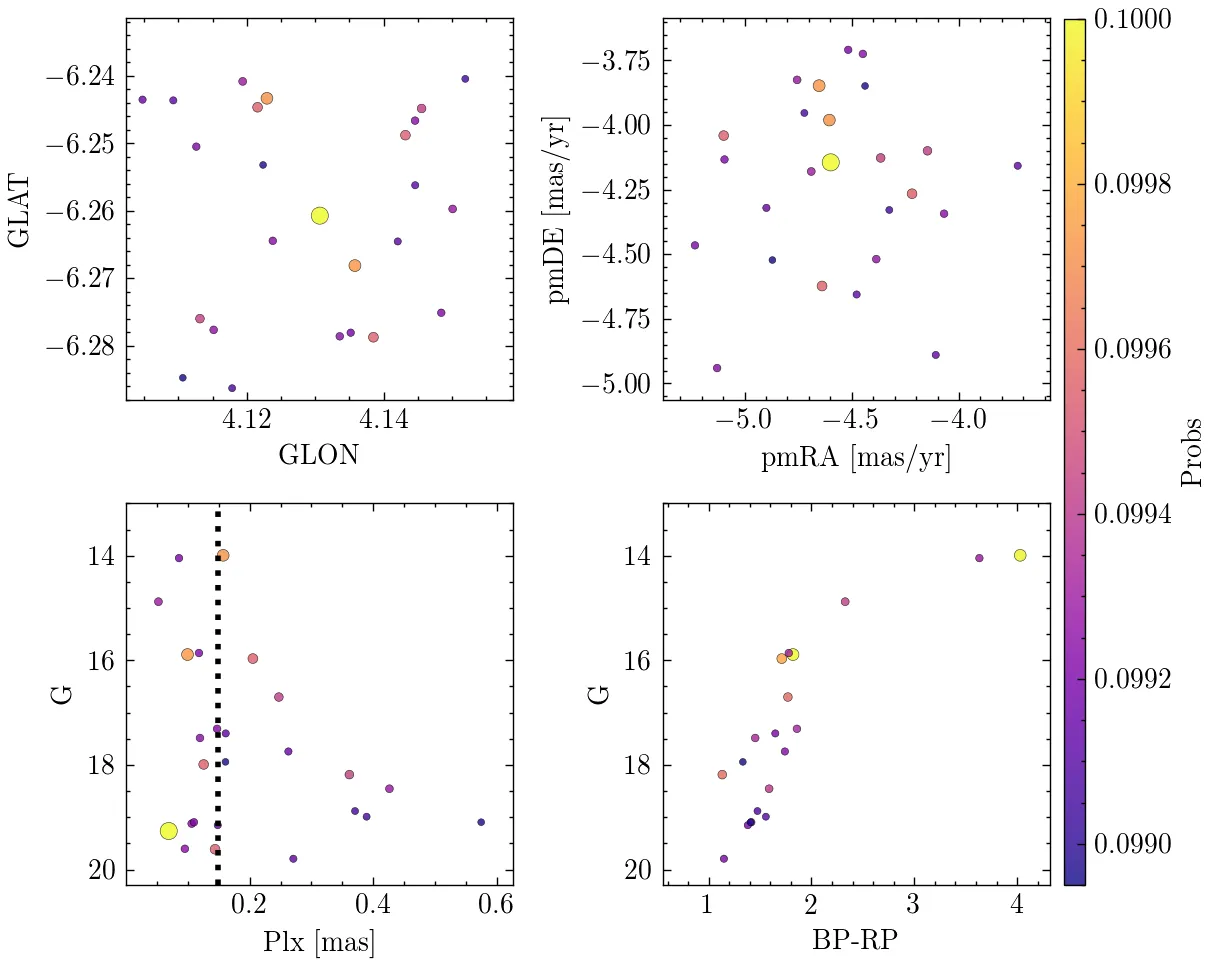 −6.24
−6.25
−6.26
−6.27
−6.28
GLAT
4.12 4.14
GLON
−3.75
−4.00
−4.25
−4.50
−4.75
−5.00
pmDE [mas/yr]
−5.0 −4.5 −4.0
pmRA [mas/yr]
0.1000
0.0998
0.0996
0.0994
0.0992
0.0990
Probs
14
16
18
20
G
0.2 0.4 0.6
Plx [mas]
14
16
18
20
G
1 2 3 4
BP-RP